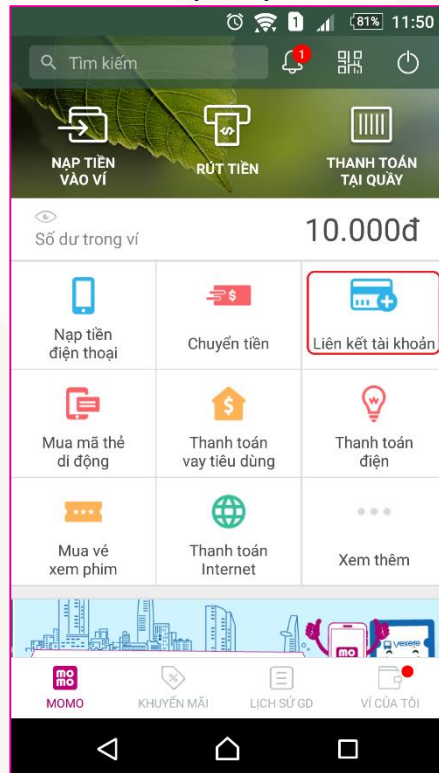 1 81% 11:50
Tìm kiếm
1
NẠP TIỀN
VÀO VÍ
RÚT TIỀN
THANH TOÁN
TẠI QUẦY
Số dư trong ví
10.000đ
Nạp tiền
điện thoại
Chuyển tiền
Liên kết tài khoản
Mua mã thẻ
di động
Thanh toán
vay tiêu dùng
Thanh toán
điện
Mua vé
xem phim
Thanh toán
Internet
Xem thêm
mo
vexere
mo
mo
MOMO
KHUYẾN MÃI
LỊCH SỬ GD
VÍ CỦA TÔI